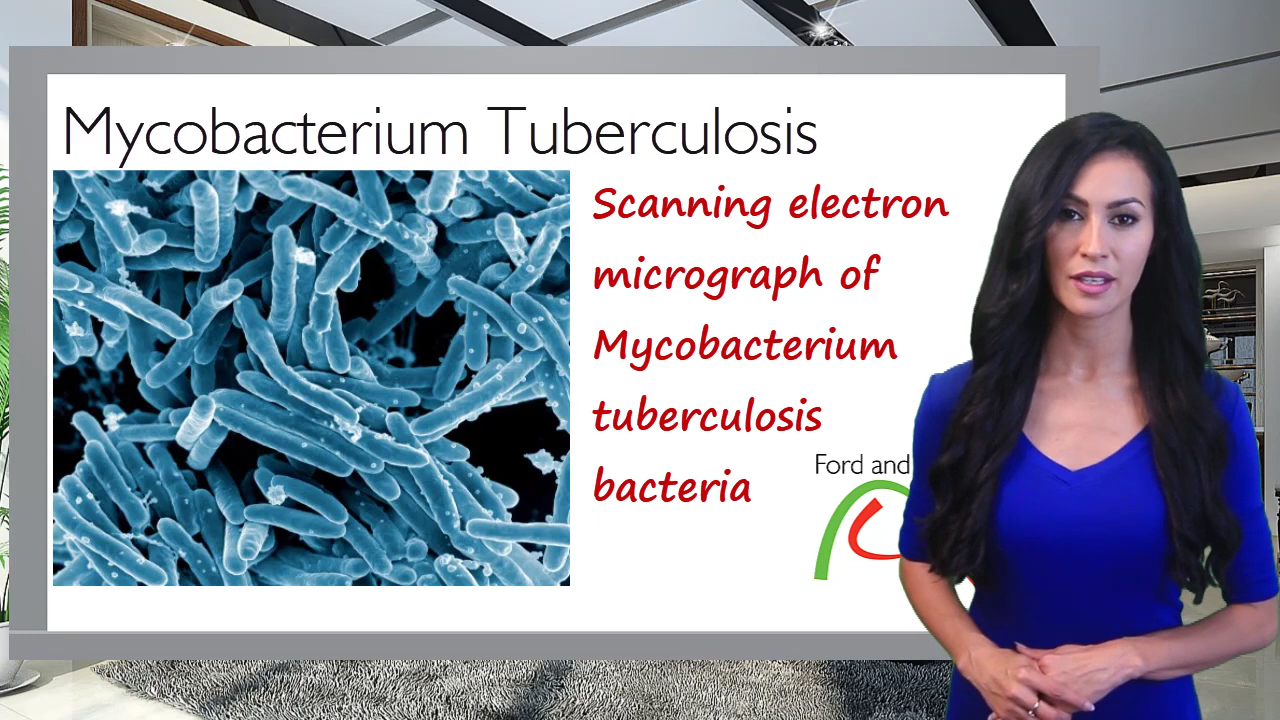 Mycobacterium Tuberculosis
Scanning electron
micrograph of
Mycobacterium
tuberculosis
bacteria
Ford and